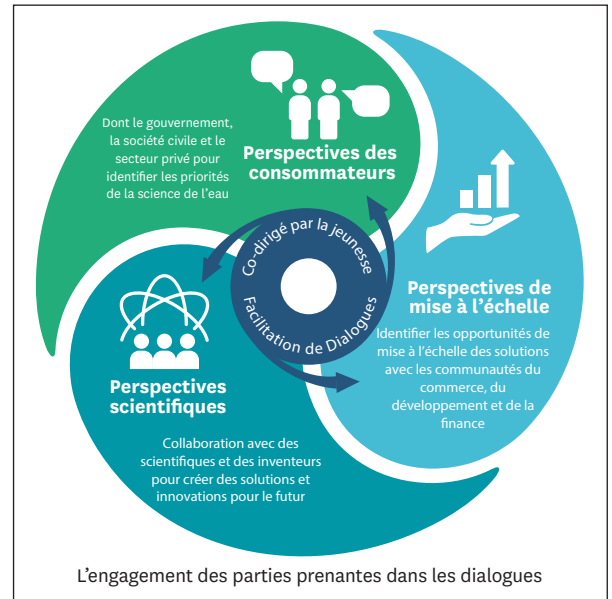 Dont le gouvernement,
la société civile et le
secteur privé pour
identifier les priorités
de la science de l'eau
Perspectives des
consommateurs
Co-dirigé par la jeunesse
Facilitation de Dialogues
Perspectives de
mise à l'échelle
Identifier les opportunités de
mise à l'échelle des solutions
avec les communautés du
commerce, du
développement et de la
finance
Perspectives
scientifiques
Collaboration avec des
scientifiques et des inventeurs
pour créer des solutions et
innovations pour le futur
L'engagement des parties prenantes dans les dialogues